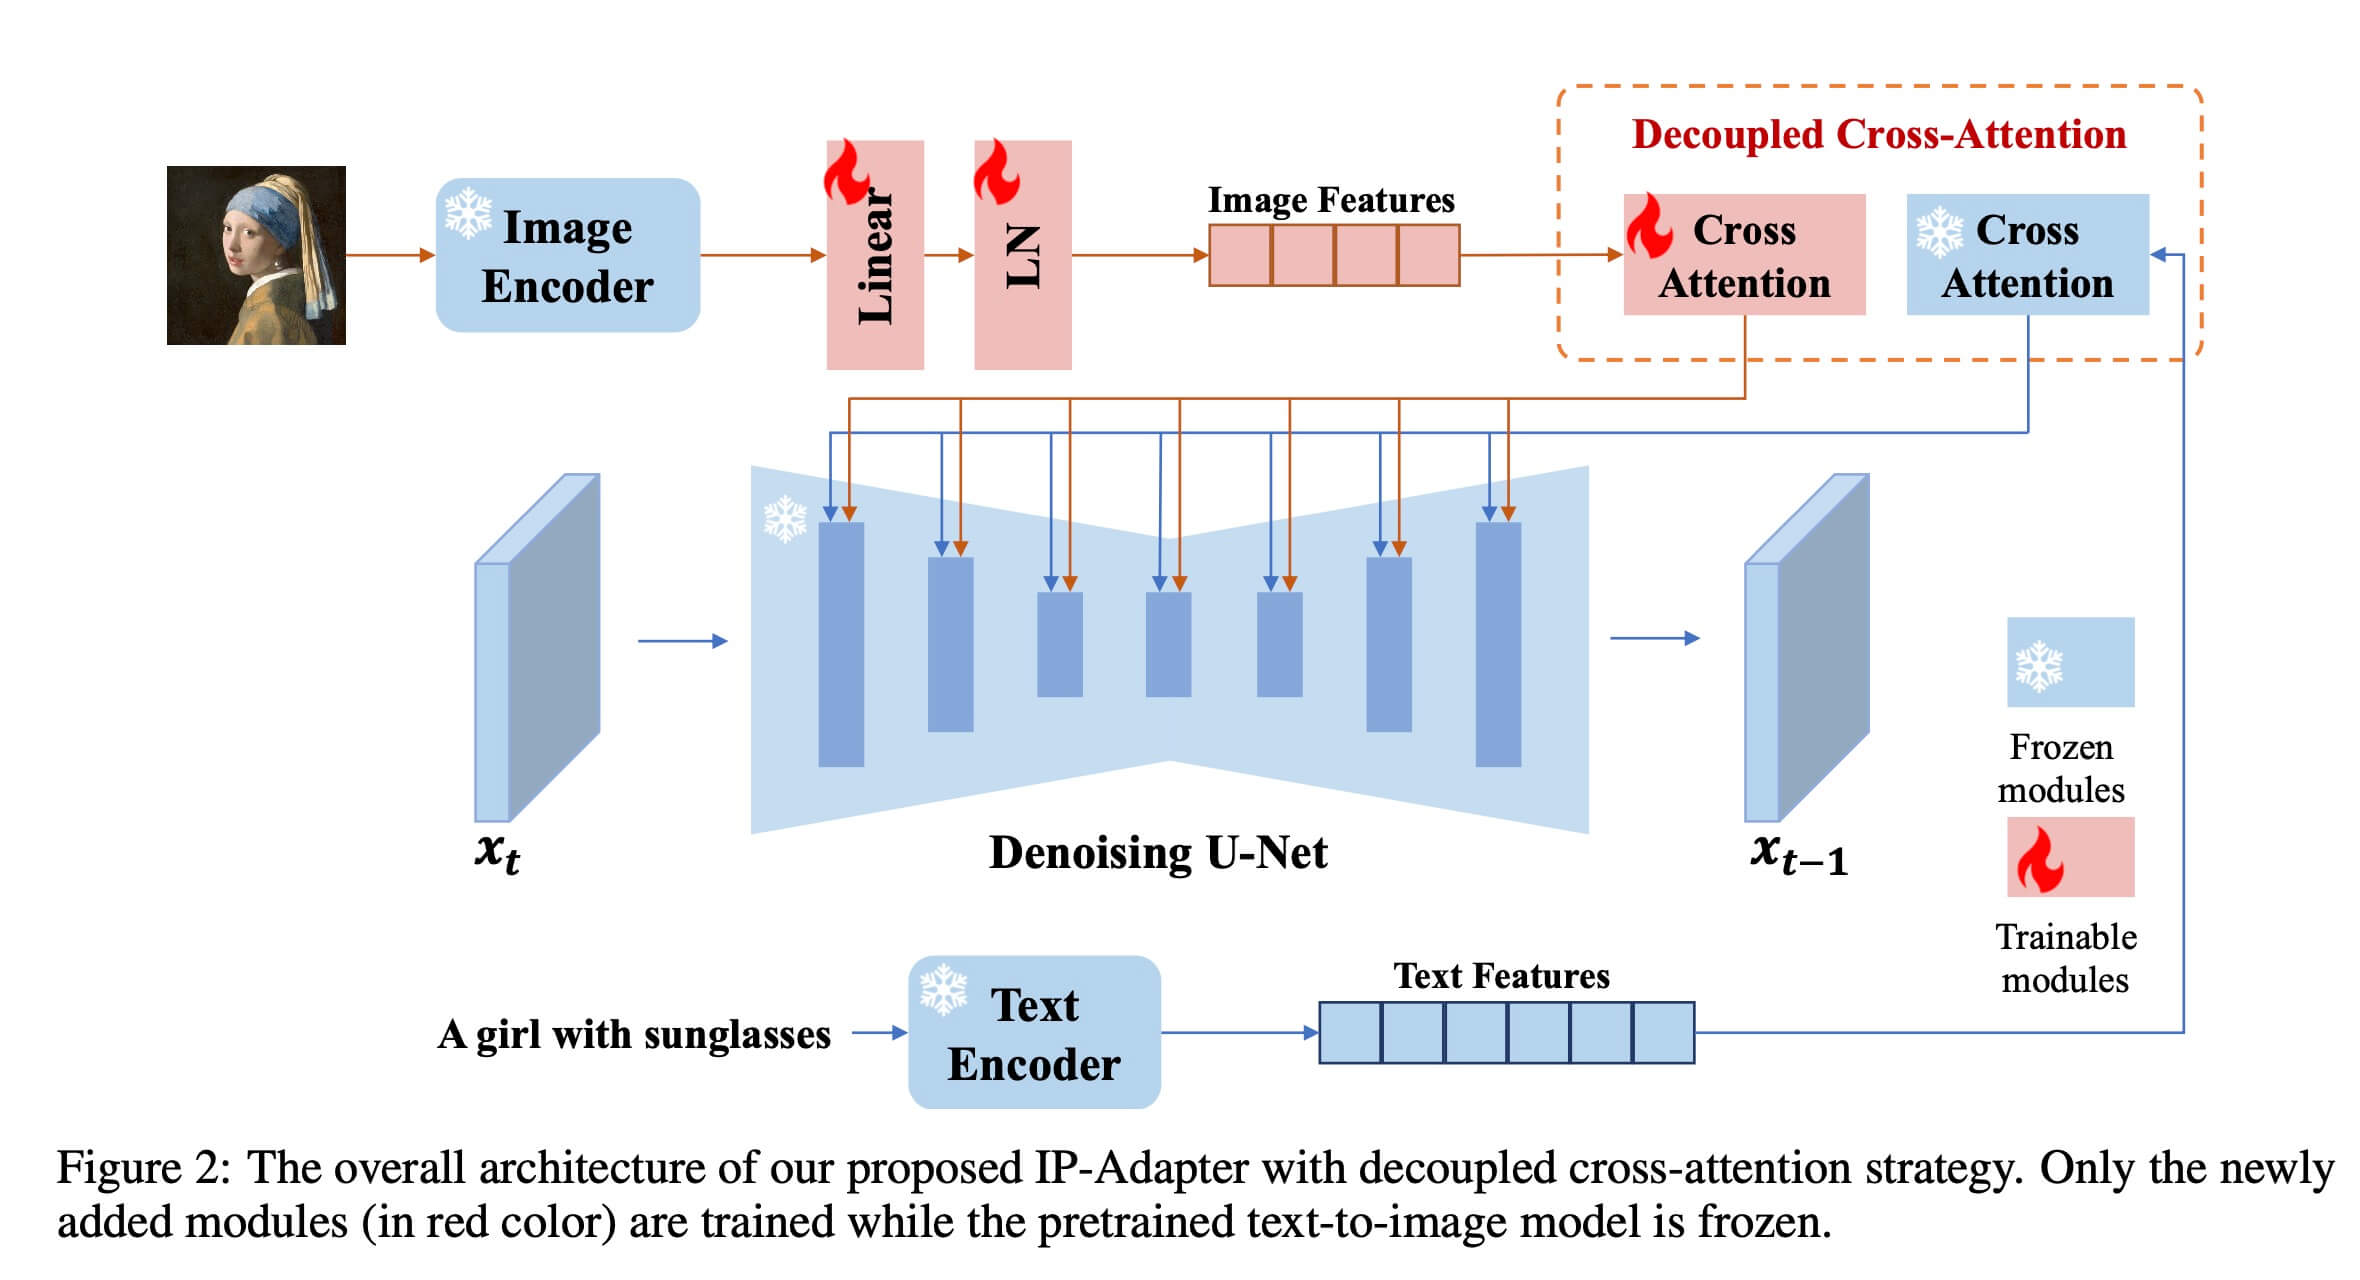 Decoupled Cross-Attention
Image
Encoder
Linear
LN
Image Features
Cross
Attention
Cross
Attention
x_t
Denoising U-Net
x_{t−1}
Frozen
modules
Trainable
modules
A girl with sunglasses
Text
Encoder
Text Features
Figure 2: The overall architecture of our proposed IP-Adapter with decoupled cross-attention strategy. Only the newly
added modules (in red color) are trained while the pretrained text-to-image model is frozen.